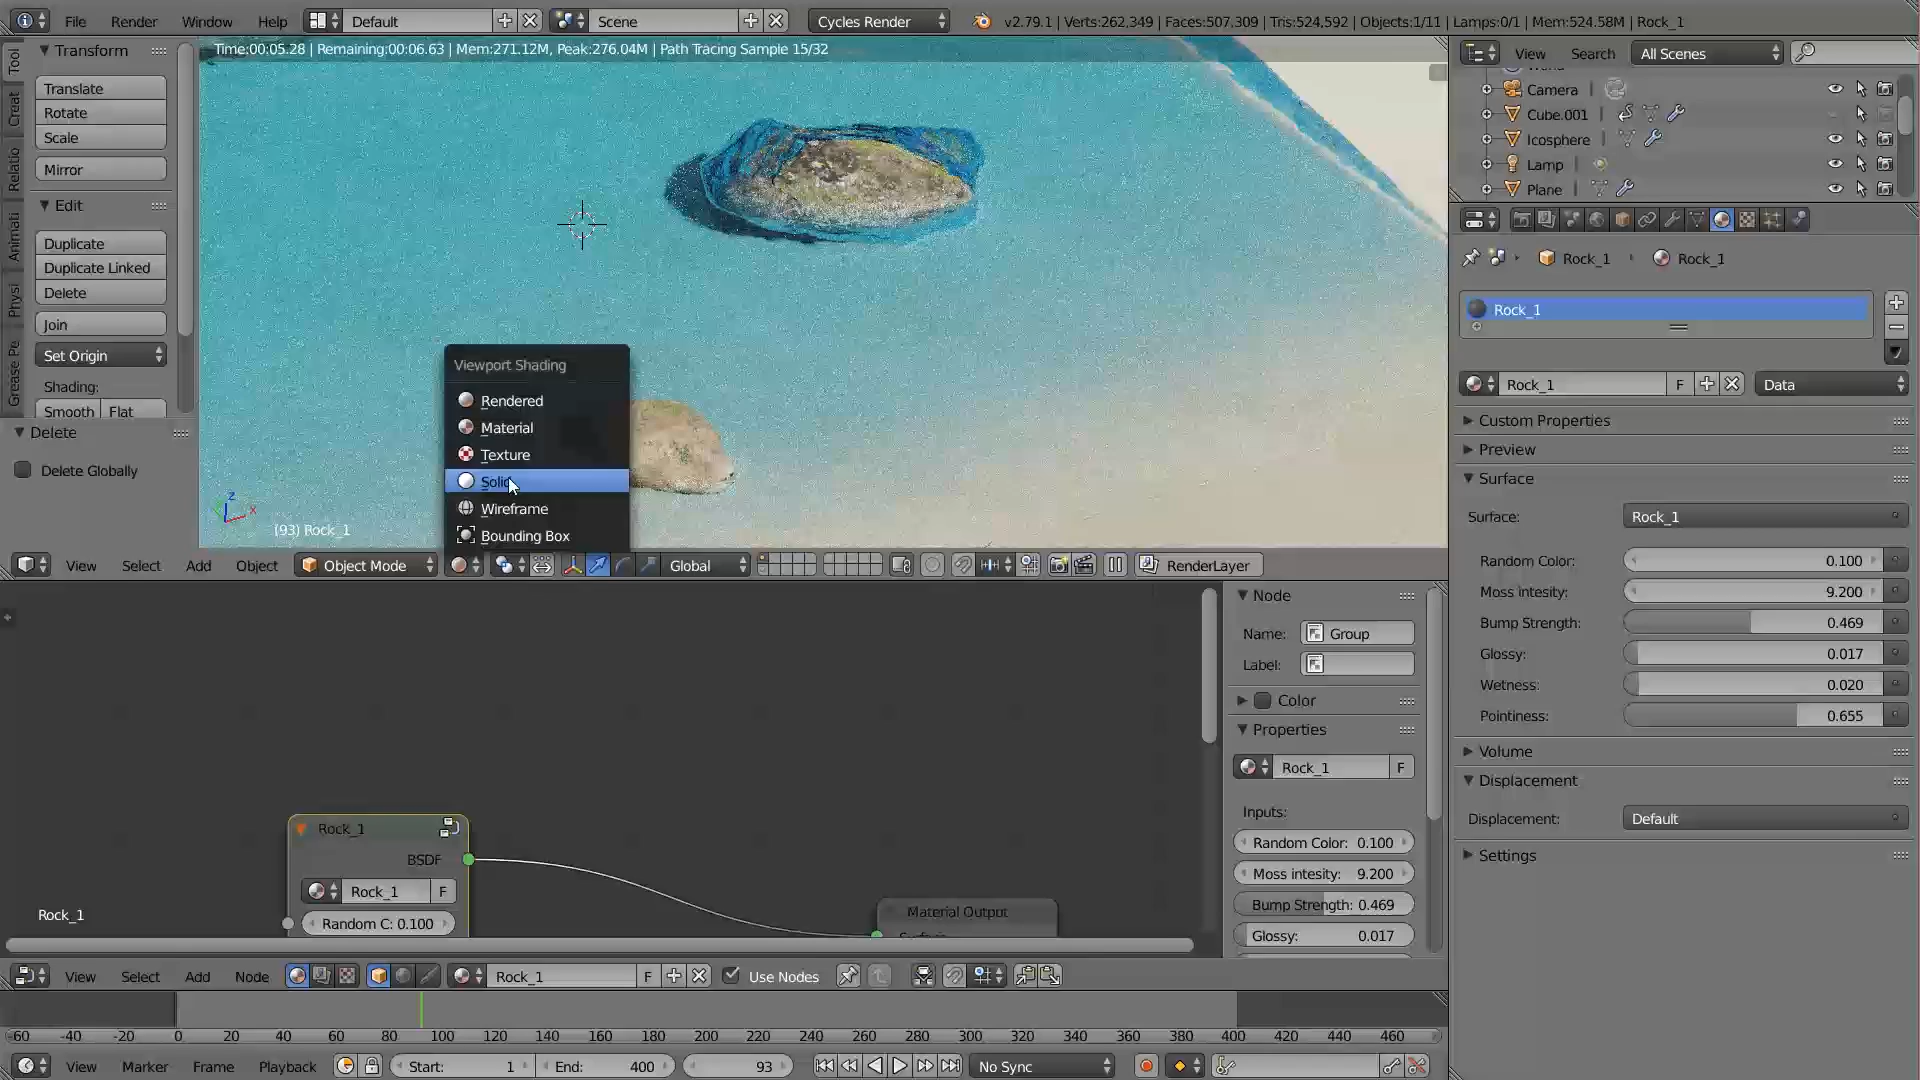 File Render Window Help Default Scene Cycles Render v2.79.1 | Verts:262,349 | Faces:507,309 | Tris:524,592 | Objects:1/11 | Lamps:0/1 | Mem:524.58M | Rock_1
Time:00:05.28 | Remaining:00:06.63 | Mem:271.12M, Peak:276.04M | Path Tracing Sample 15/32
Tool
Creat
Relatio
Animati
Physi
Grease Pe
Transform
Translate
Rotate
Scale
Mirror
Edit
Duplicate
Duplicate Linked
Delete
Join
Set Origin
Shading:
Smooth Flat
Delete
Delete Globally
Viewport Shading
Rendered
Material
Texture
Solid
Wireframe
Bounding Box
z
x
(93) Rock_1
View Select Add Object Object Mode Global RenderLayer
View Search All Scenes
Camera
Cube.001
Icosphere
Lamp
Plane
Rock_1 Rock_1
Rock_1
Rock_1 F Data
Custom Properties
Preview
Surface
Surface: Rock_1
Random Color: 0.100
Moss intesity: 9.200
Bump Strength: 0.469
Glossy: 0.017
Wetness: 0.020
Pointiness: 0.655
Volume
Displacement
Displacement: Default
Settings
Node
Name: Group
Label:
Color
Properties
Rock_1 F
Inputs:
Random Color: 0.100
Moss intesity: 9.200
Bump Strength: 0.469
Glossy: 0.017
Rock_1
BSDF
Rock_1 F
Random C: 0.100
Material Output
Surface
Rock_1
View Select Add Node Rock_1 F Use Nodes
-60 -40 -20 0 20 40 60 80 100 120 140 160 180 200 220 240 260 280 300 320 340 360 380 400 420 440 460
View Marker Frame Playback Start: 1 End: 400 93 No Sync